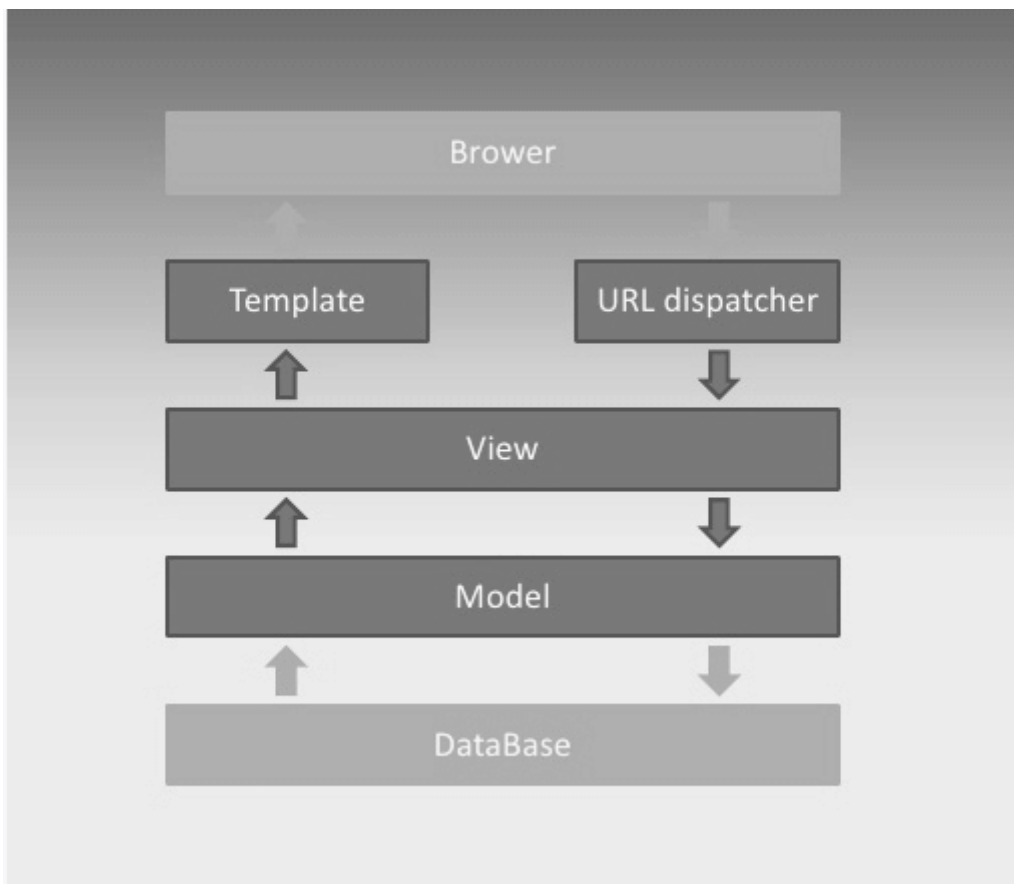 Brower
Template
URL dispatcher
View
Model
DataBase